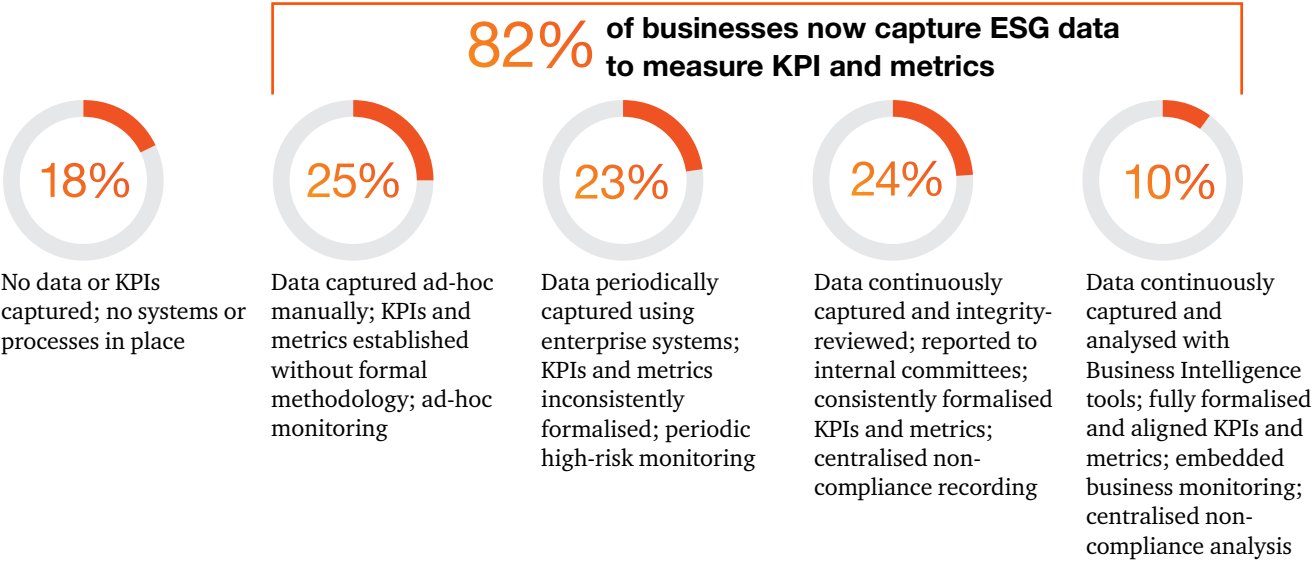 82%
of businesses now capture ESG data
to measure KPI and metrics
18%
No data or KPIs
captured; no systems or
processes in place
25%
Data captured ad-hoc
manually; KPIs and
metrics established
without formal
methodology; ad-hoc
monitoring
23%
Data periodically
captured using
enterprise systems;
KPIs and metrics
inconsistently
formalised; periodic
high-risk monitoring
24%
Data continuously
captured and integrity-
reviewed; reported to
internal committees;
consistently formalised
KPIs and metrics;
centralised non-
compliance recording
10%
Data continuously
captured and
analysed with
Business Intelligence
tools; fully formalised
and aligned KPIs and
metrics; embedded
business monitoring;
centralised non-
compliance analysis